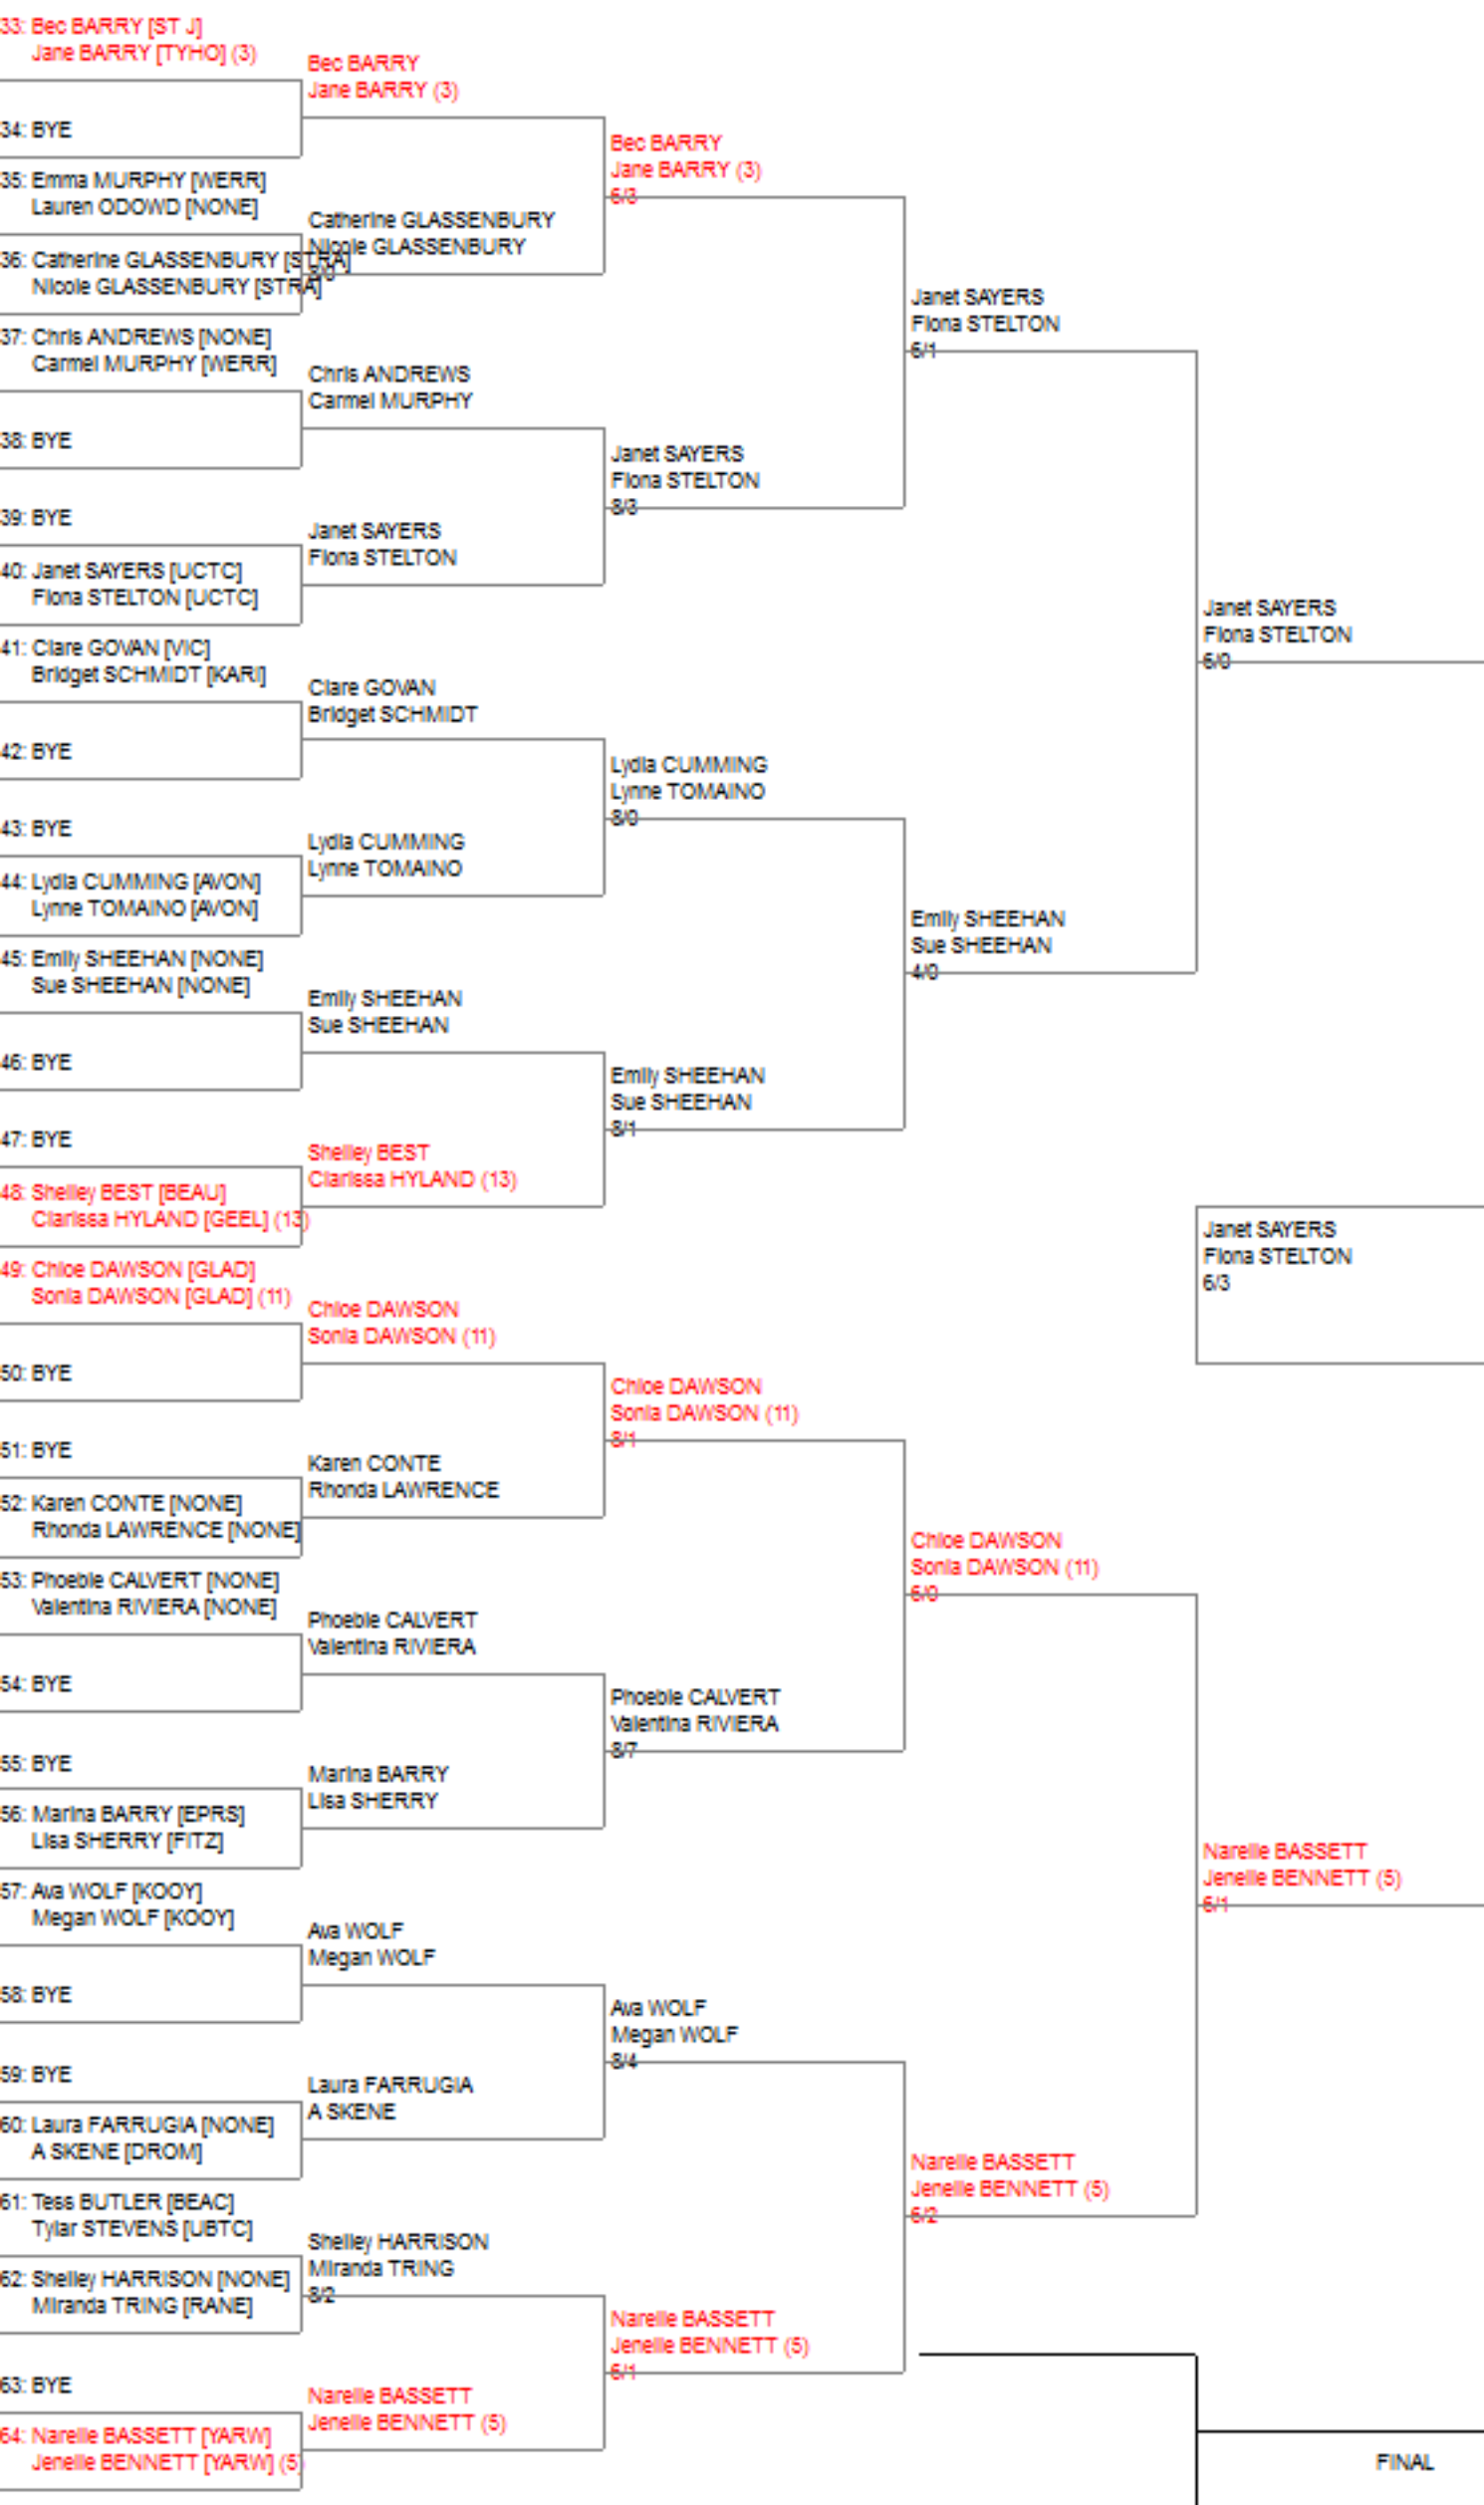 33: Bec BARRY [ST J]
Jane BARRY [TYHO] (3)
34: BYE
35: Emma MURPHY [WERR]
Lauren ODOWD [NONE]
36: Catherine GLASSENBURY [STRA]
Nicole GLASSENBURY [STRA]
37: Chris ANDREWS [NONE]
Carmel MURPHY [WERR]
38: BYE
39: BYE
40: Janet SAYERS [UCTC]
Fiona STELTON [UCTC]
41: Clare GOVAN [VIC]
Bridget SCHMIDT [KARI]
42: BYE
43: BYE
44: Lydia CUMMING [AVON]
Lynne TOMAINO [AVON]
45: Emily SHEEHAN [NONE]
Sue SHEEHAN [NONE]
46: BYE
47: BYE
48: Shelley BEST [BEAU]
Clarissa HYLAND [GEEL] (13)
49: Chloe DAWSON [GLAD]
Sonia DAWSON [GLAD] (11)
50: BYE
51: BYE
52: Karen CONTE [NONE]
Rhonda LAWRENCE [NONE]
53: Phoebie CALVERT [NONE]
Valentina RIVIERA [NONE]
54: BYE
55: BYE
56: Marina BARRY [EPRS]
Lisa SHERRY [FITZ]
57: Ava WOLF [KOOY]
Megan WOLF [KOOY]
58: BYE
59: BYE
60: Laura FARRUGIA [NONE]
A SKENE [DROM]
61: Tess BUTLER [BEAC]
Tylar STEVENS [UBTC]
62: Shelley HARRISON [NONE]
Miranda TRING [RANE]
63: BYE
64: Narelle BASSETT [YARW]
Jenelle BENNETT [YARW] (5)
Bec BARRY
Jane BARRY (3)
Catherine GLASSENBURY
Nicole GLASSENBURY
Chris ANDREWS
Carmel MURPHY
Janet SAYERS
Fiona STELTON
Clare GOVAN
Bridget SCHMIDT
Lydia CUMMING
Lynne TOMAINO
Emily SHEEHAN
Sue SHEEHAN
Shelley BEST
Clarissa HYLAND (13)
Chloe DAWSON
Sonia DAWSON (11)
Karen CONTE
Rhonda LAWRENCE
Phoebie CALVERT
Valentina RIVIERA
Marina BARRY
Lisa SHERRY
Ava WOLF
Megan WOLF
Laura FARRUGIA
A SKENE
Shelley HARRISON
Miranda TRING
8/2
Narelle BASSETT
Jenelle BENNETT (5)
Bec BARRY
Jane BARRY (3)
6/3
Janet SAYERS
Fiona STELTON
8/3
Lydia CUMMING
Lynne TOMAINO
8/0
Emily SHEEHAN
Sue SHEEHAN
8/1
Chloe DAWSON
Sonia DAWSON (11)
8/1
Phoebie CALVERT
Valentina RIVIERA
8/7
Ava WOLF
Megan WOLF
8/4
Narelle BASSETT
Jenelle BENNETT (5)
6/1
Janet SAYERS
Fiona STELTON
6/1
Emily SHEEHAN
Sue SHEEHAN
4/0
Chloe DAWSON
Sonia DAWSON (11)
6/0
Narelle BASSETT
Jenelle BENNETT (5)
6/2
Janet SAYERS
Fiona STELTON
6/0
Janet SAYERS
Fiona STELTON
6/3
Narelle BASSETT
Jenelle BENNETT (5)
6/1
FINAL